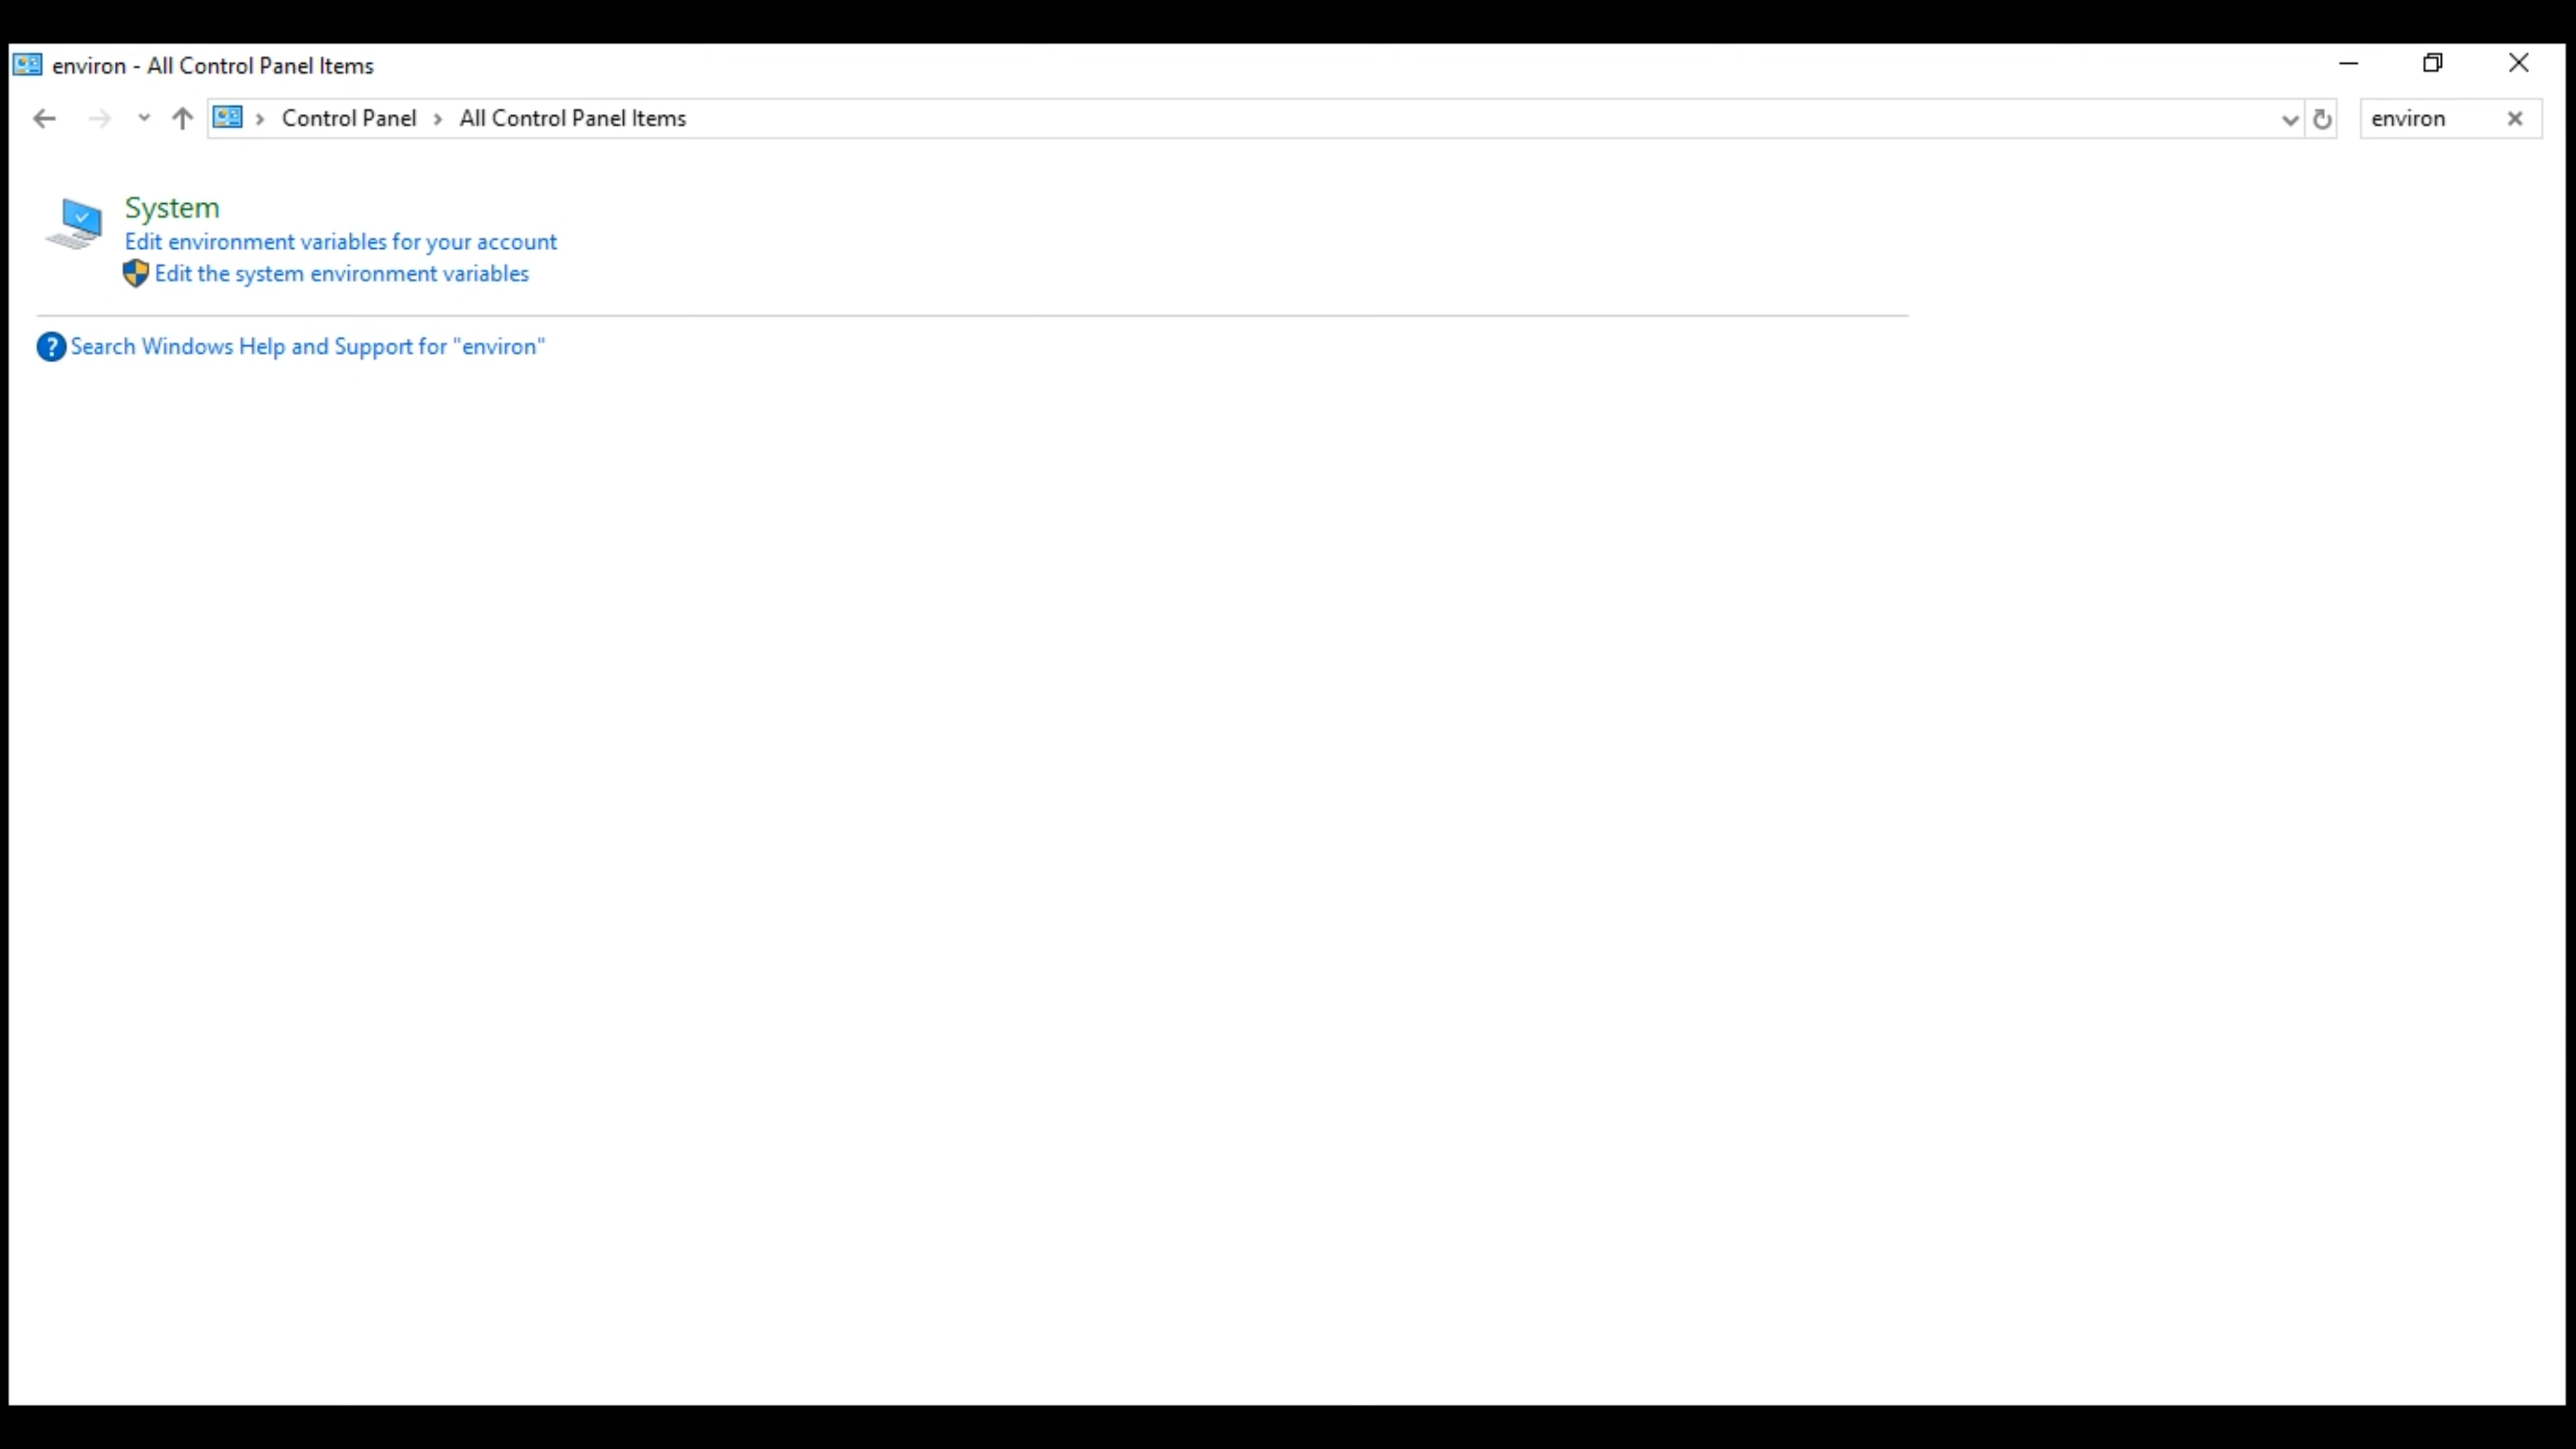 environ - All Control Panel Items
Control Panel All Control Panel Items environ
System
Edit environment variables for your account
Edit the system environment variables
Search Windows Help and Support for "environ"